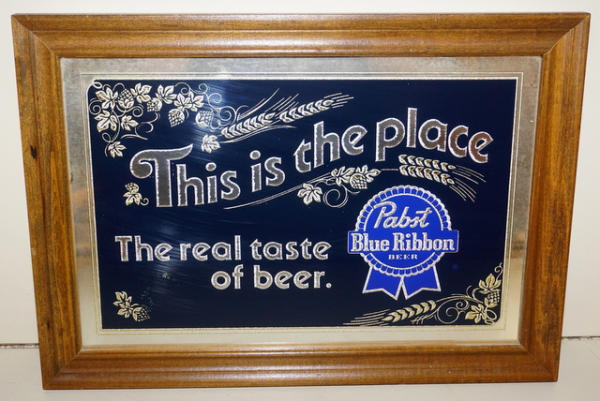 This is the place
The real taste
of beer.
Pabst
Blue Ribbon
BEER